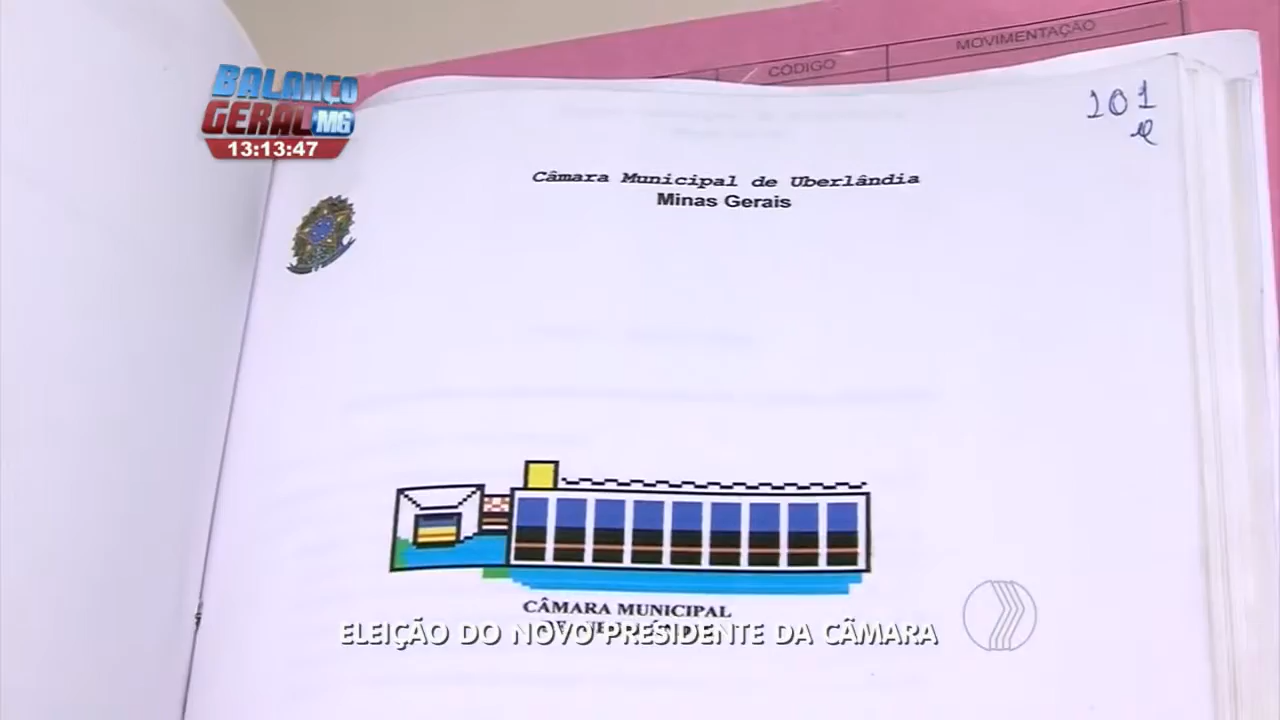 CÓDIGO
MOVIMENTAÇÃO
BALANÇO
GERAL MG
13:13:47
201
Câmara Municipal de Uberlândia
Minas Gerais
CÂMARA MUNICIPAL
ELEIÇÃO DO NOVO PRESIDENTE DA CÂMARA